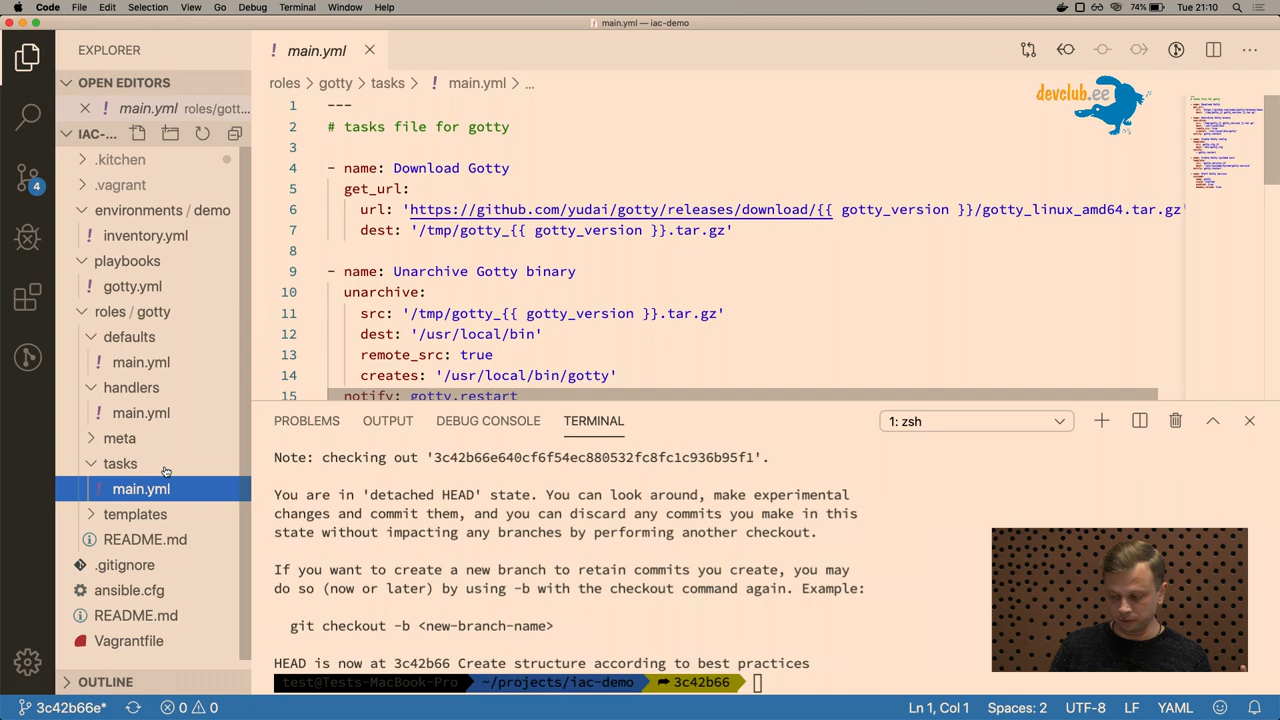 Code File Edit Selection View Go Debug Terminal Window Help 74% Tue 21:10
main.yml — iac-demo
EXPLORER
OPEN EDITORS
main.yml roles/gott...
IAC-...
.kitchen
.vagrant
environments / demo
inventory.yml
playbooks
gotty.yml
roles / gotty
defaults
main.yml
handlers
main.yml
meta
tasks
main.yml
templates
README.md
.gitignore
ansible.cfg
README.md
Vagrantfile
OUTLINE
4
main.yml
roles > gotty > tasks > ! main.yml > ...
devclub.ee
1 ---
2 # tasks file for gotty
3
4 - name: Download Gotty
5 get_url:
6 url: 'https://github.com/yudai/gotty/releases/download/{{ gotty_version }}/gotty_linux_amd64.tar.gz'
7 dest: '/tmp/gotty_{{ gotty_version }}.tar.gz'
8
9 - name: Unarchive Gotty binary
10 unarchive:
11 src: '/tmp/gotty_{{ gotty_version }}.tar.gz'
12 dest: '/usr/local/bin'
13 remote_src: true
14 creates: '/usr/local/bin/gotty'
15 notify: gotty.restart
PROBLEMS OUTPUT DEBUG CONSOLE TERMINAL 1: zsh
Note: checking out '3c42b66e640cf6f54ec880532fc8fc1c936b95f1'.
You are in 'detached HEAD' state. You can look around, make experimental
changes and commit them, and you can discard any commits you make in this
state without impacting any branches by performing another checkout.
If you want to create a new branch to retain commits you create, you may
do so (now or later) by using -b with the checkout command again. Example:
git checkout -b <new-branch-name>
HEAD is now at 3c42b66 Create structure according to best practices
test@Tests-MacBook-Pro ~/projects/iac-demo 3c42b66
3c42b66e* 0 0 Ln 1, Col 1 Spaces: 2 UTF-8 LF YAML